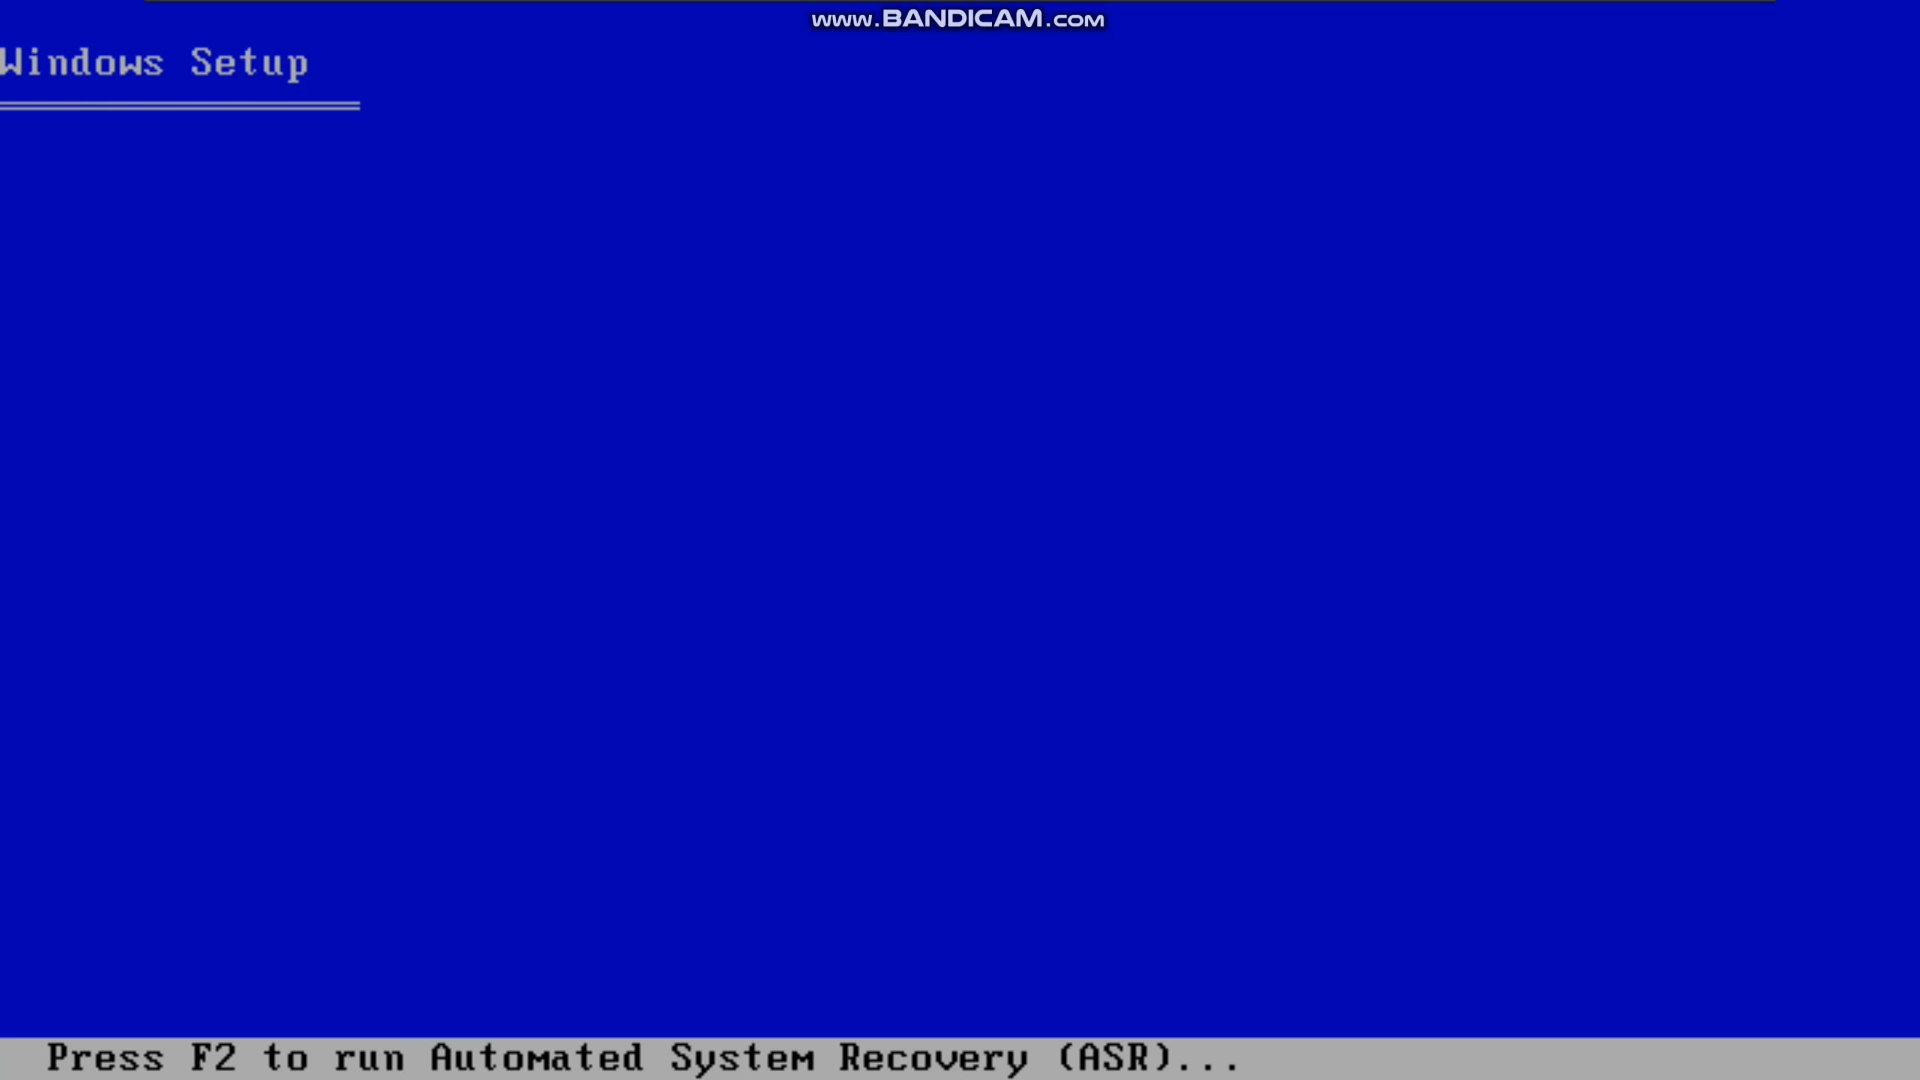 www.BANDICAM.com
Windows Setup
Press F2 to run Automated System Recovery (ASR)...